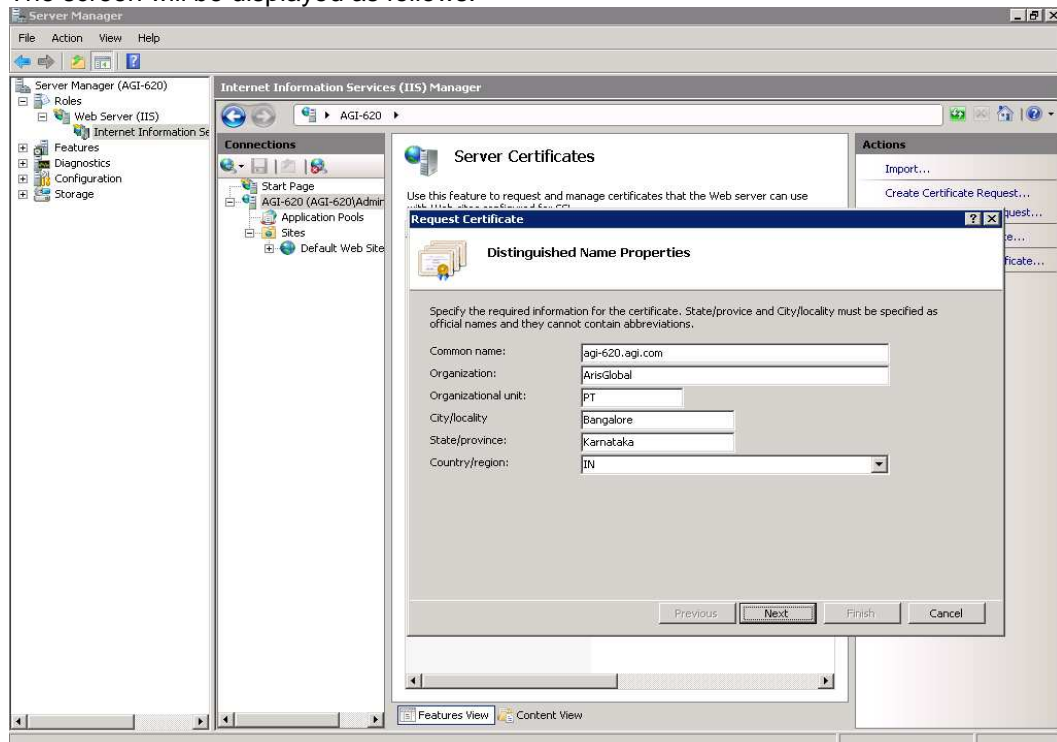 The screen will be displayed as follows:
Server Manager
File Action View Help
Server Manager (AGI-620)
Roles
Web Server (IIS)
Internet Information Se
Features
Diagnostics
Configuration
Storage
Internet Information Services (IIS) Manager
AGI-620
Connections
Start Page
AGI-620 (AGI-620\Admir
Application Pools
Sites
Default Web Site
Server Certificates
Use this feature to request and manage certificates that the Web server can use
Actions
Import...
Create Certificate Request...
quest...
e...
ficate...
Request Certificate
Distinguished Name Properties
Specify the required information for the certificate. State/provice and City/locality must be specified as
official names and they cannot contain abbreviations.
Common name:
agi-620.agi.com
Organization:
ArisGlobal
Organizational unit:
PT
City/locality
Bangalore
State/province:
Karnataka
Country/region:
IN
Previous Next Finish Cancel
Features View Content View